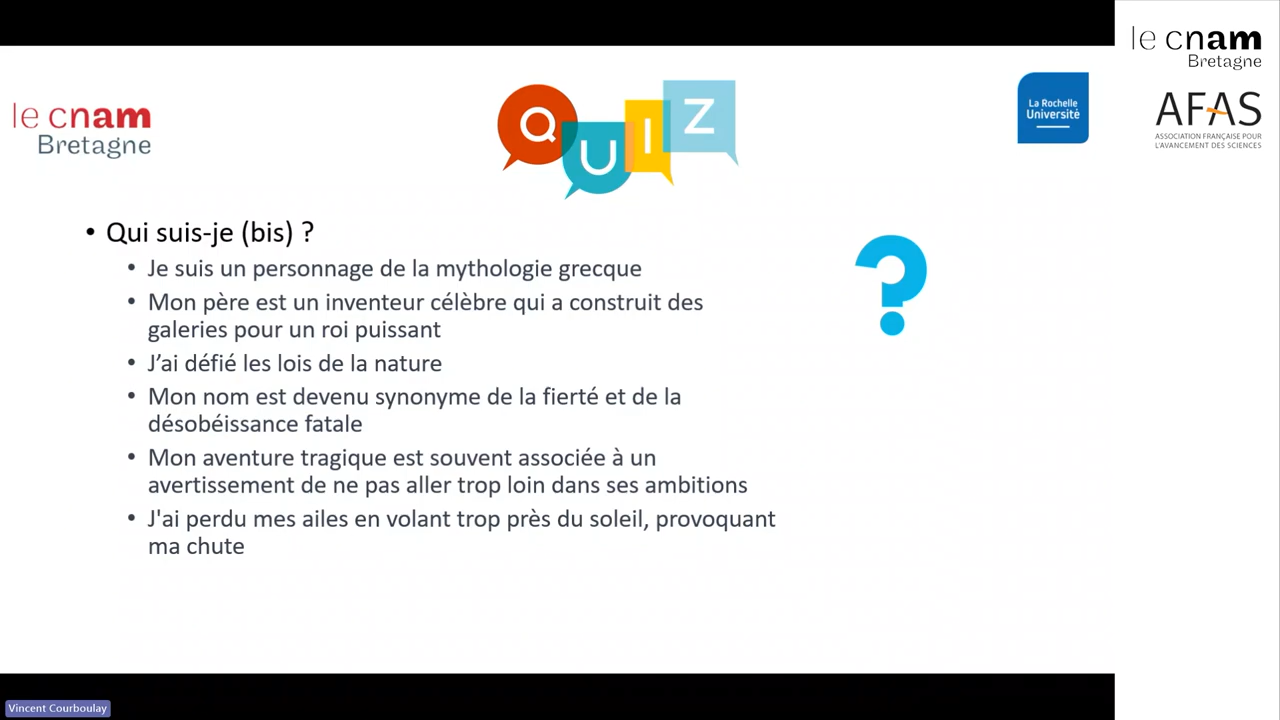 le cnam
Bretagne
QUIZ
La Rochelle
Université
le cnam
Bretagne
AFAS
ASSOCIATION FRANÇAISE POUR
L'AVANCEMENT DES SCIENCES
• Qui suis-je (bis) ?
• Je suis un personnage de la mythologie grecque
• Mon père est un inventeur célèbre qui a construit des
galeries pour un roi puissant
• J’ai défié les lois de la nature
• Mon nom est devenu synonyme de la fierté et de la
désobéissance fatale
• Mon aventure tragique est souvent associée à un
avertissement de ne pas aller trop loin dans ses ambitions
• J'ai perdu mes ailes en volant trop près du soleil, provoquant
ma chute
?
Vincent Courboulay